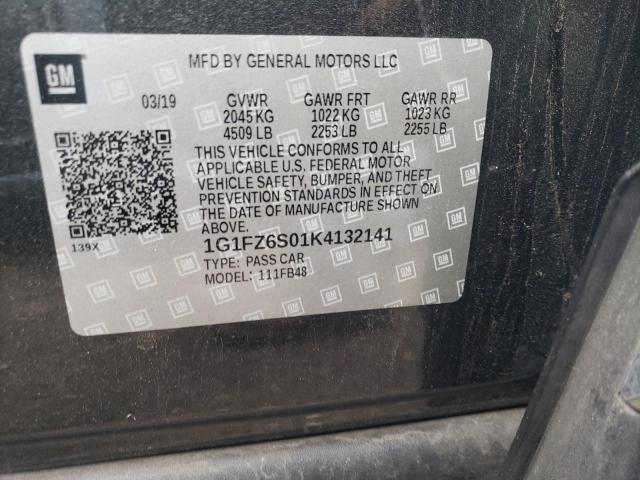 GM
MFD BY GENERAL MOTORS LLC
03/19 GVWR GAWR FRT GAWR RR
2045 KG 1022 KG 1023 KG
4509 LB 2253 LB 2255 LB
THIS VEHICLE CONFORMS TO ALL
APPLICABLE U.S. FEDERAL MOTOR
VEHICLE SAFETY, BUMPER, AND THEFT
PREVENTION STANDARDS IN EFFECT ON
THE DATE OF MANUFACTURE SHOWN
ABOVE.
139X
1G1FZ6S01K4132141
TYPE: PASS CAR
MODEL: 111FB48